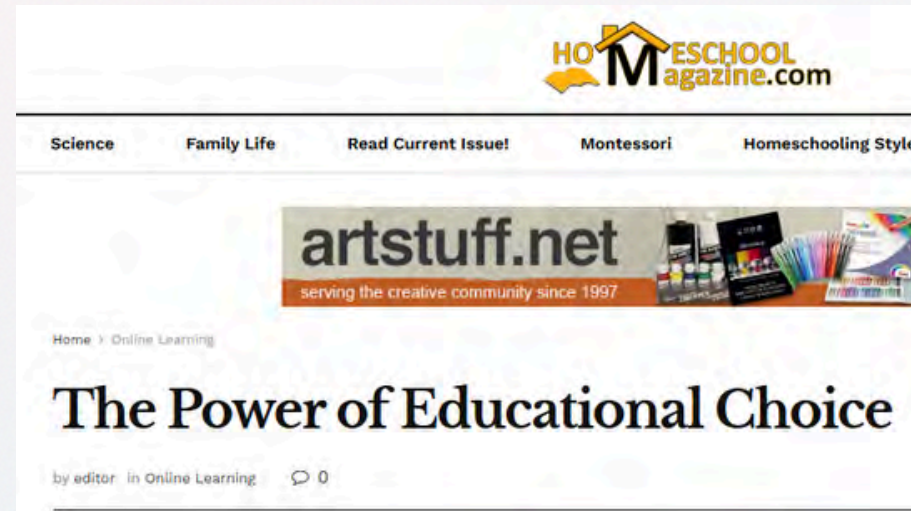 HOMESCHOOL
Magazine.com
Science Family Life Read Current Issue! Montessori Homeschooling Style
artstuff.net
serving the creative community since 1997
Home > Online Learning
The Power of Educational Choice
by editor in Online Learning 0